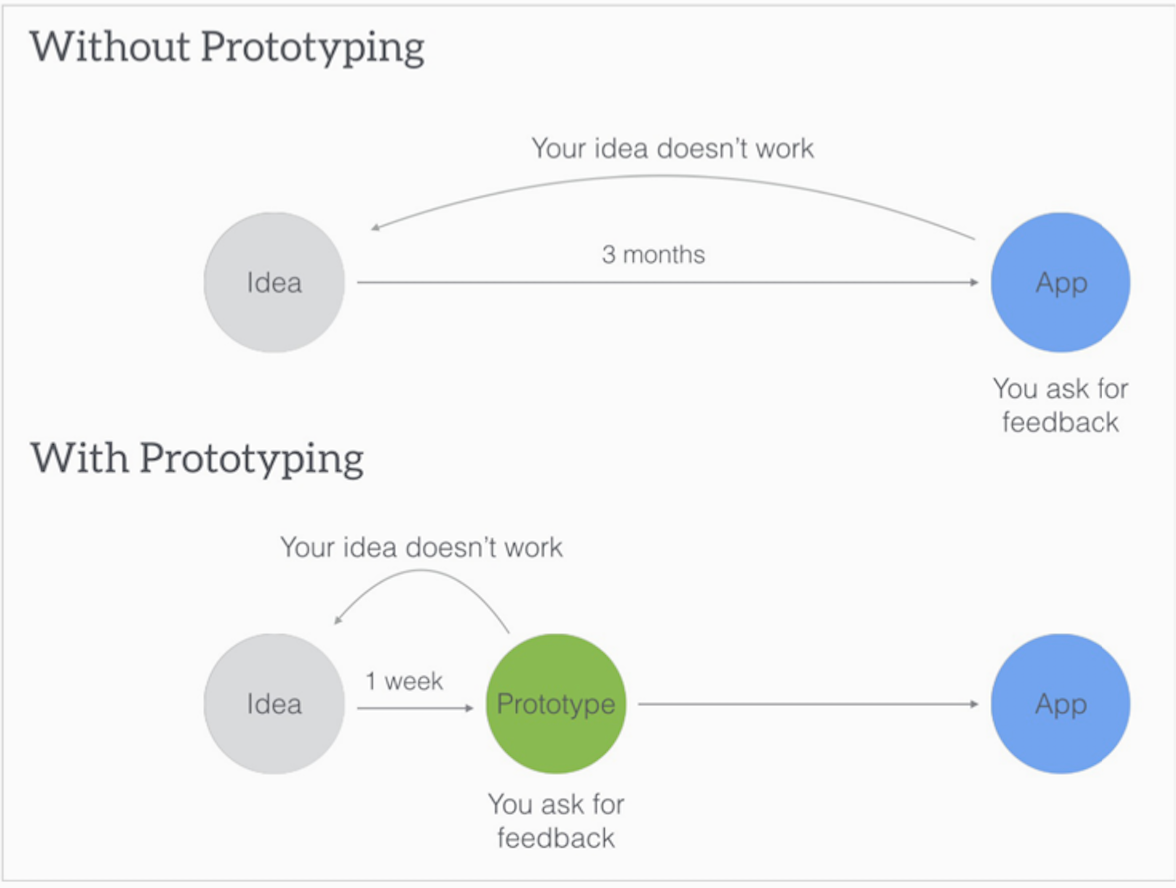 Without Prototyping
Your idea doesn't work
3 months
Idea
App
You ask for
feedback
With Prototyping
Your idea doesn't work
1 week
Idea
Prototype
App
You ask for
feedback